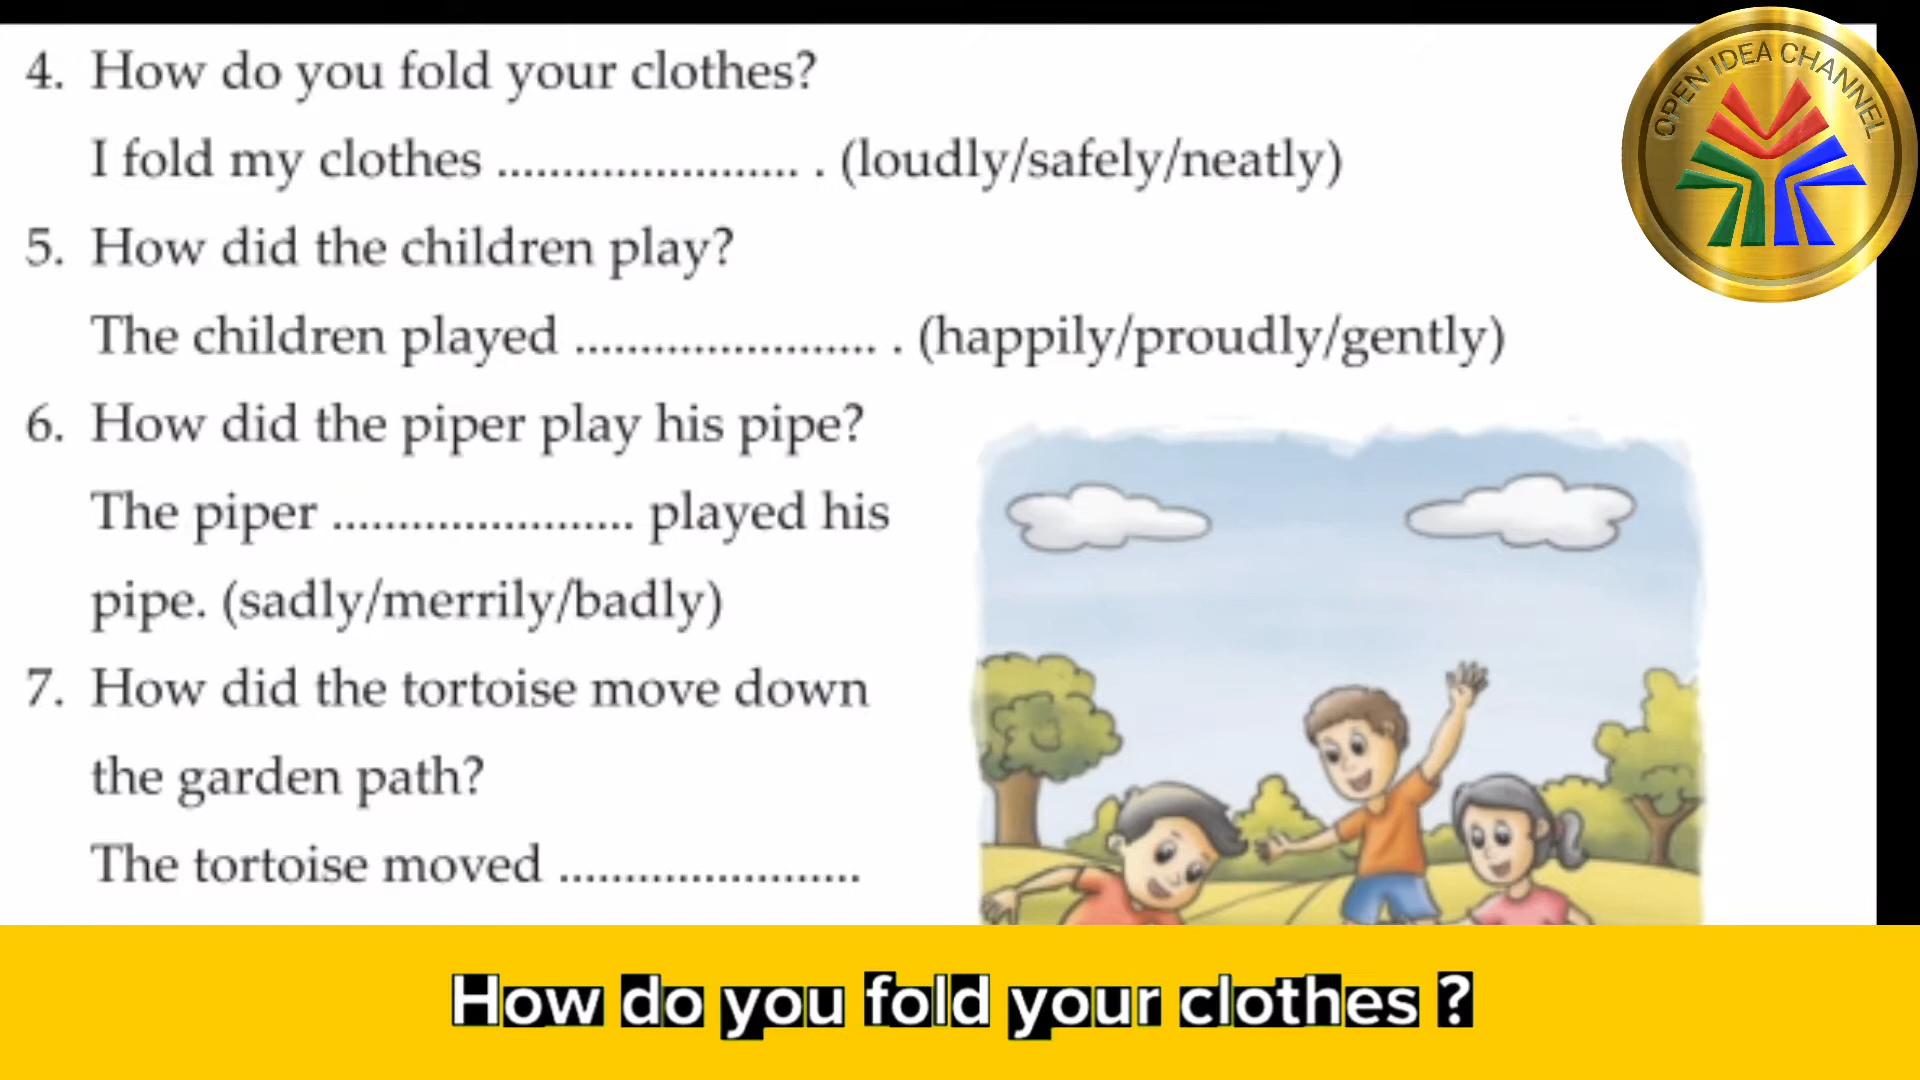 4. How do you fold your clothes?
I fold my clothes ....................... . (loudly/safely/neatly)
5. How did the children play?
The children played ....................... . (happily/proudly/gently)
6. How did the piper play his pipe?
The piper ....................... played his
pipe. (sadly/merrily/badly)
7. How did the tortoise move down
the garden path?
The tortoise moved .......................
OPEN IDEA CHANNEL
How do you fold your clothes ?